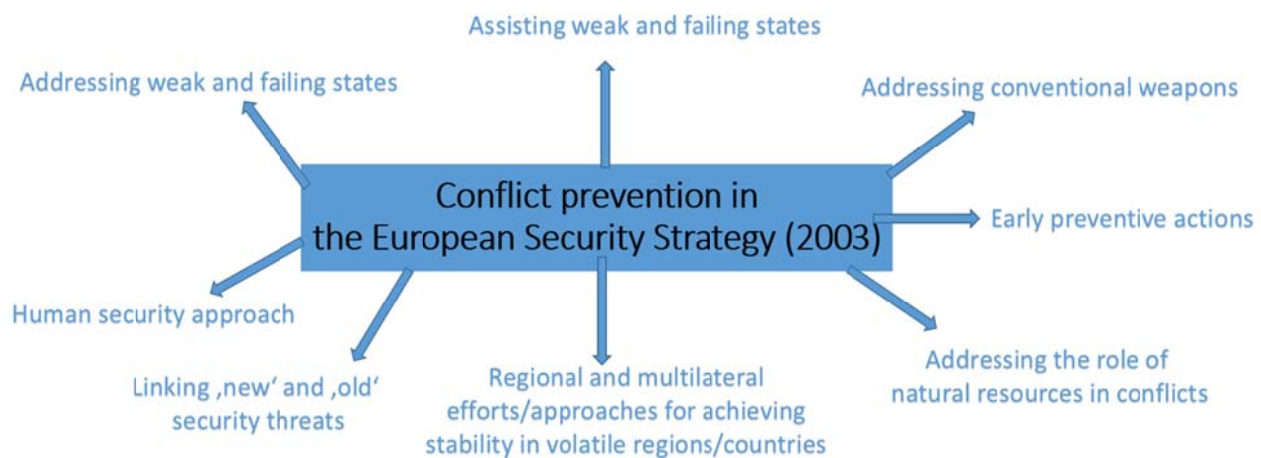 Assisting weak and failing states
Addressing weak and failing states
Addressing conventional weapons
Conflict prevention in
the European Security Strategy (2003)
Early preventive actions
Human security approach
Linking ‚new‘ and ‚old‘
security threats
Regional and multilateral
efforts/approaches for achieving
stability in volatile regions/countries
Addressing the role of
natural resources in conflicts